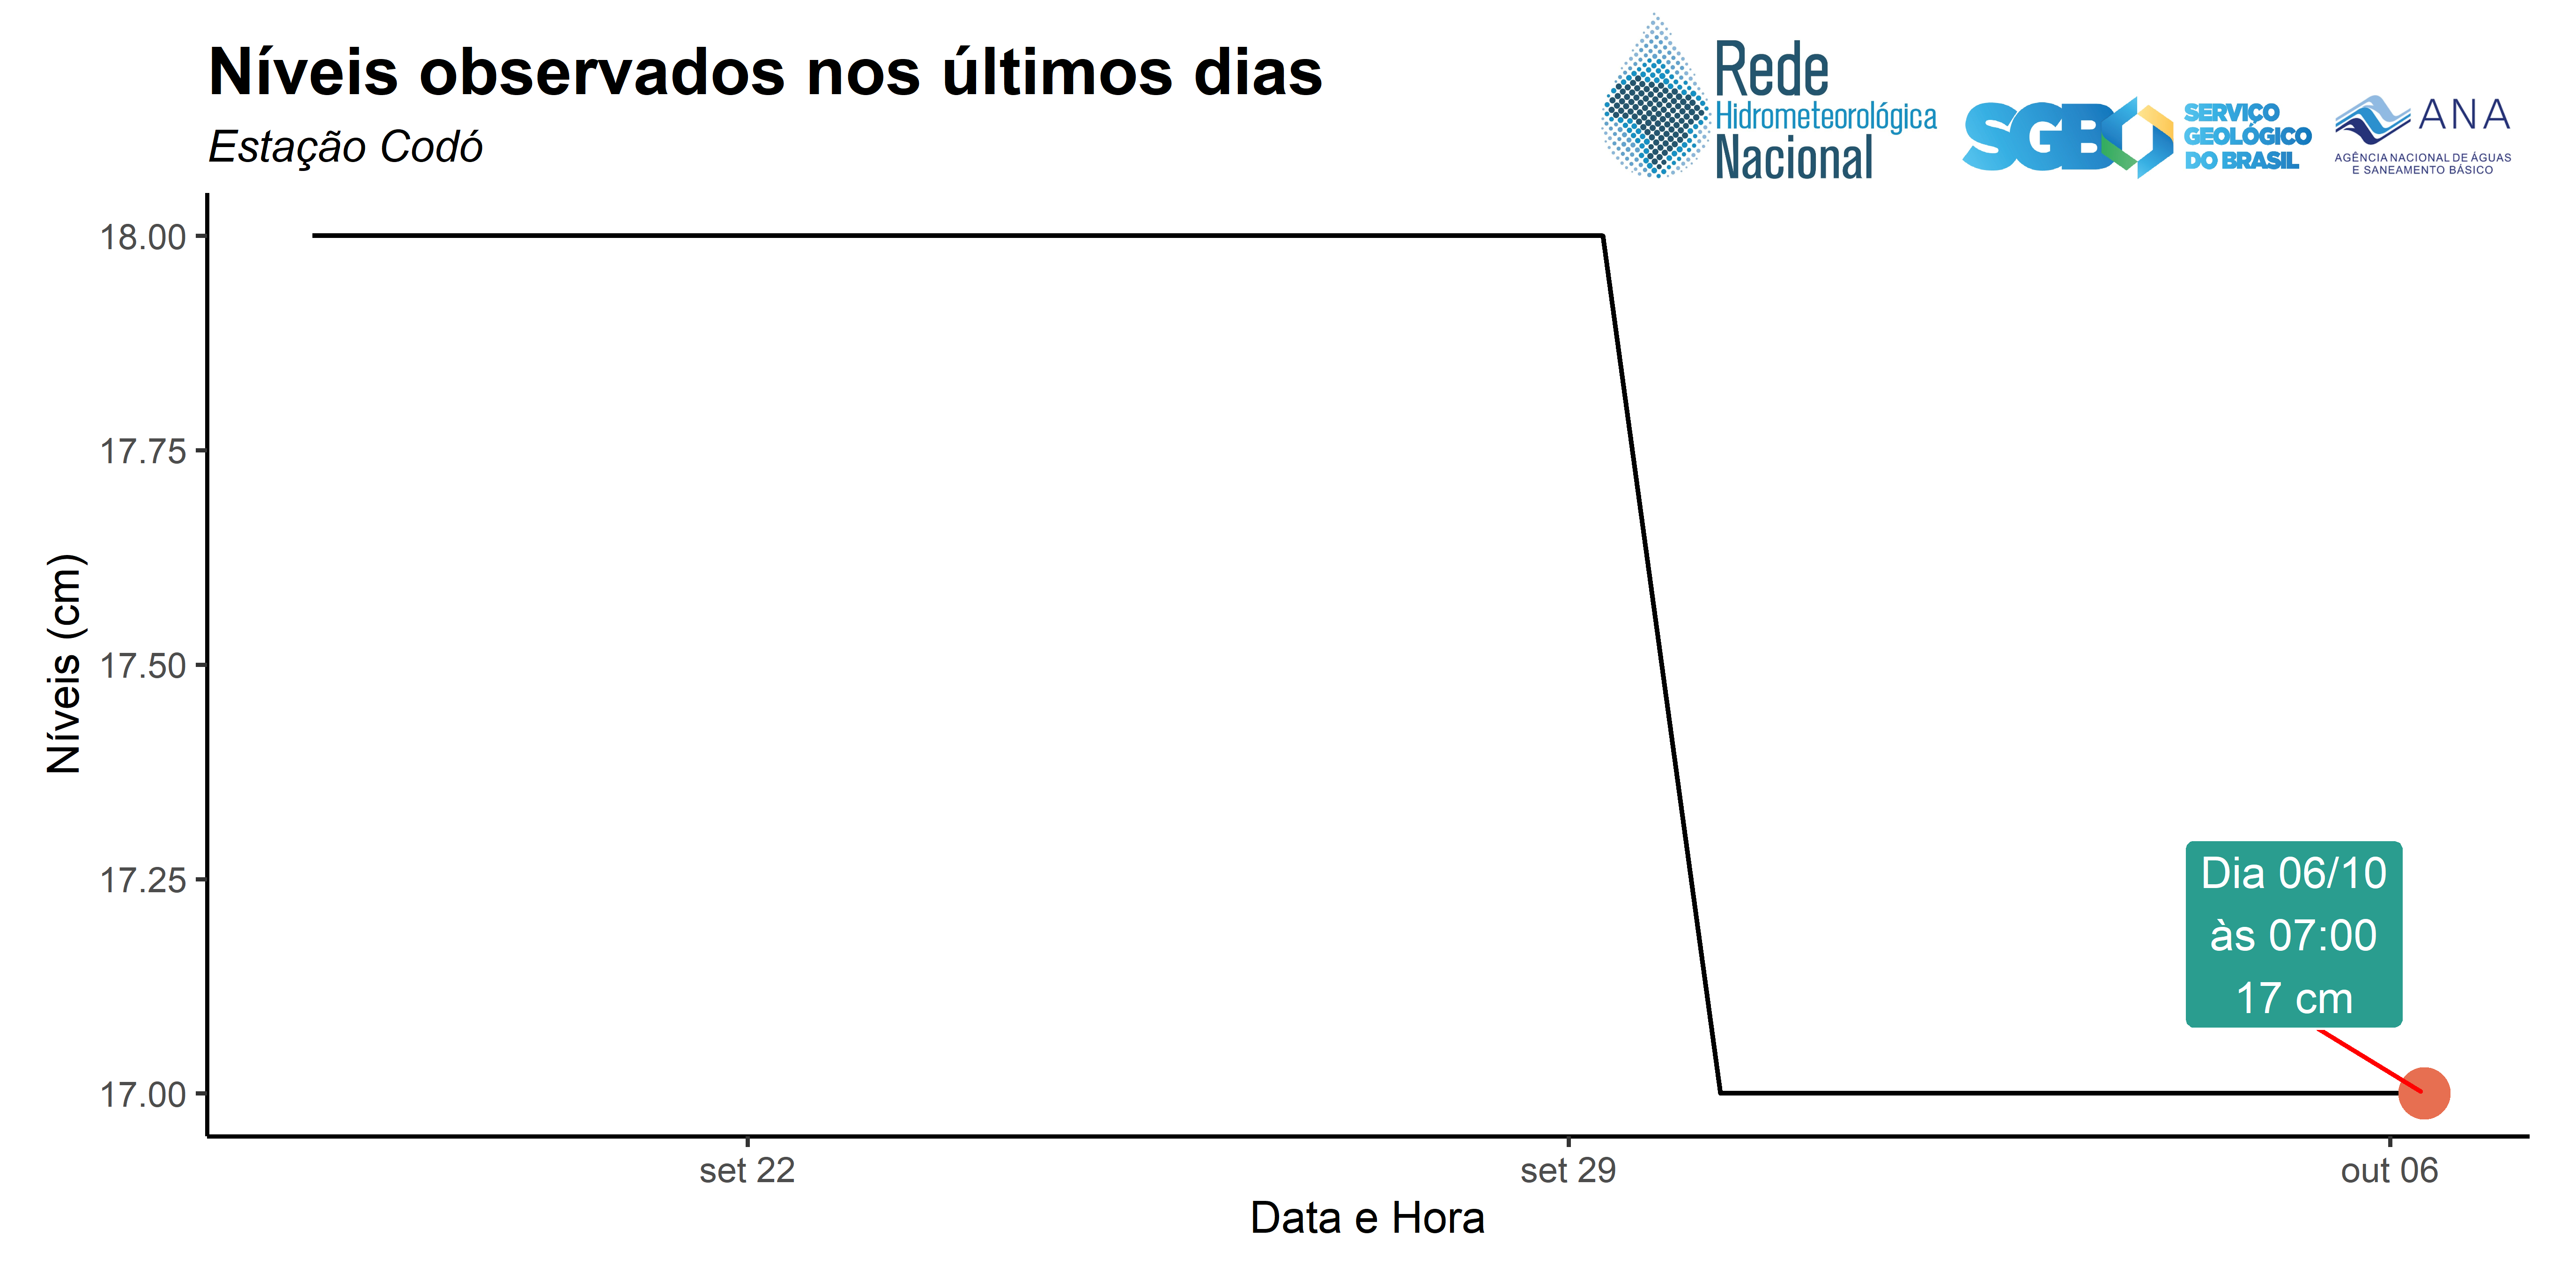 Níveis observados nos últimos dias
Estação Codó
Rede
Hidrometeorológica
Nacional
SGB
SERVIÇO
GEOLÓGICO
DO BRASIL
ANA
AGÊNCIA NACIONAL DE ÁGUAS
E SANEAMENTO BÁSICO
Níveis (cm)
18.00
17.75
17.50
17.25
17.00
Dia 06/10
às 07:00
17 cm
set 22
set 29
out 06
Data e Hora